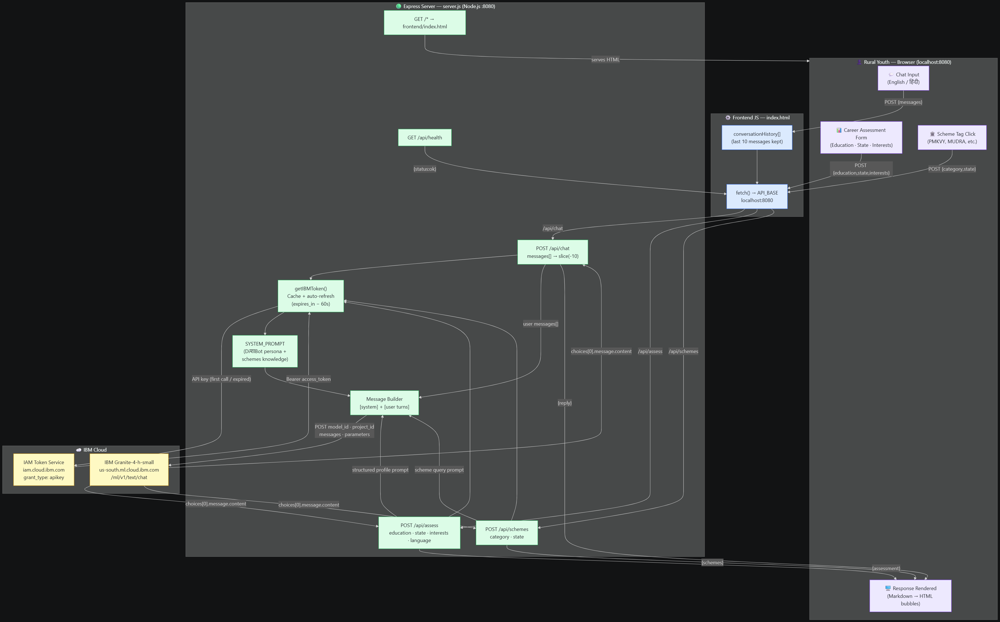 Express Server — server.js (Node.js :8080)
GET /* →
frontend/index.html
serves HTML
Rural Youth — Browser (localhost:8080)
Chat Input
(English / हिंदी)
POST {messages}
Frontend JS — index.html
conversationHistory[]
(last 10 messages kept)
Career Assessment
Form
(Education · State · Interests)
Scheme Tag Click
(PMKVY, MUDRA, etc.)
GET /api/health
{status:ok}
POST
{education,state,interests}
POST {category,state}
fetch() → API_BASE
localhost:8080
/api/chat
POST /api/chat
messages[] → slice(-10)
getIBMToken()
Cache + auto-refresh
(expires_in − 60s)
user messages[]
SYSTEM_PROMPT
(DiशाBot persona +
schemes knowledge)
choices[0].message.content
/api/assess
/api/schemes
API key (first call / expired)
Bearer access_token
Message Builder
[system] + [user turns]
{reply}
POST model_id · project_id
messages · parameters
IBM Cloud
IAM Token Service
iam.cloud.ibm.com
grant_type: apikey
IBM Granite-4-h-small
us-south.ml.cloud.ibm.com
/ml/v1/text/chat
structured profile prompt
scheme query prompt
choices[0].message.content
choices[0].message.content
POST /api/assess
education · state · interests
· language
POST /api/schemes
category · state
{schemes}
{assessment}
Response Rendered
(Markdown → HTML
bubbles)